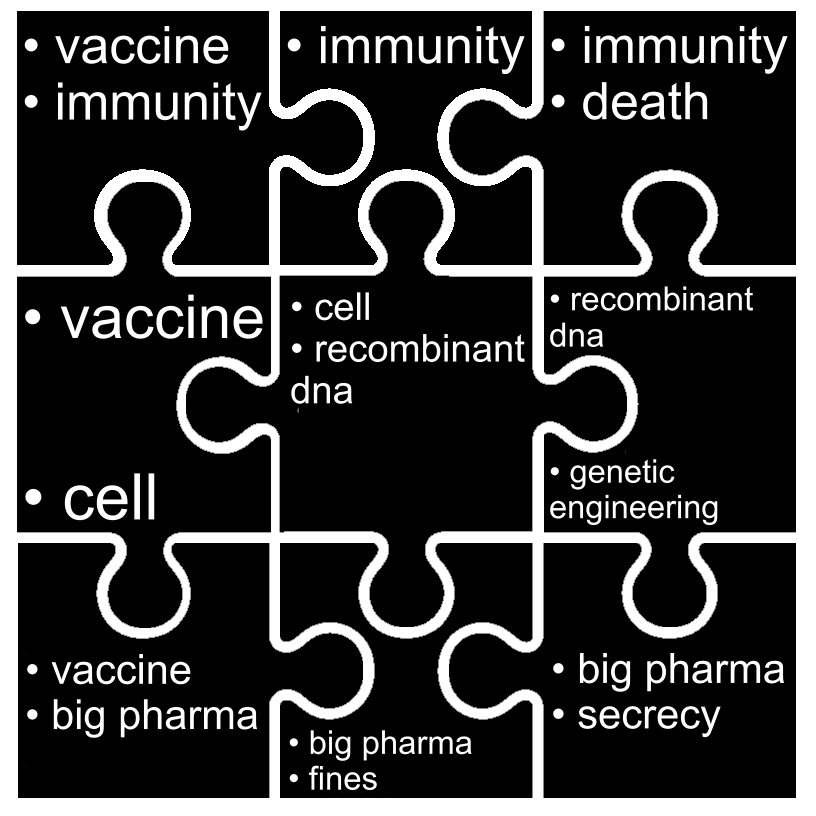 • vaccine
• immunity
• immunity
• immunity
• death
• vaccine
• cell
• cell
• recombinant
dna
• recombinant
dna
• genetic
engineering
• vaccine
• big pharma
• big pharma
• fines
• big pharma
• secrecy